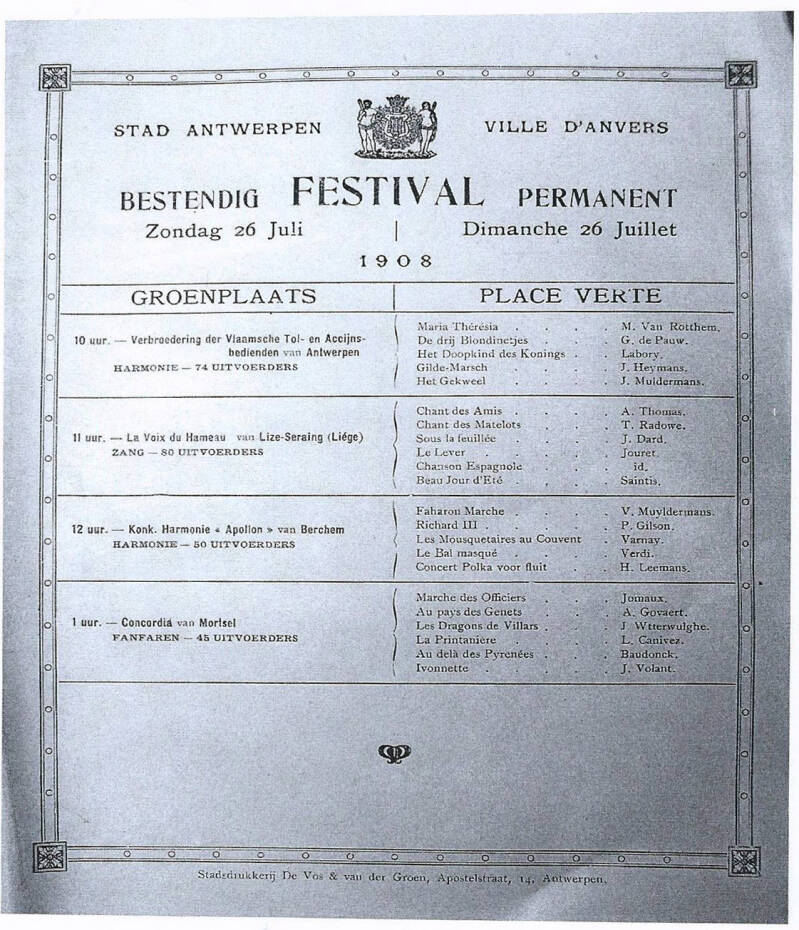 STAD ANTWERPEN VILLE D'ANVERS
BESTENDIG FESTIVAL PERMANENT
Zondag 26 Juli | Dimanche 26 Juillet
1908
GROENPLAATS | PLACE VERTE
10 uur. — Verbroedering der Vlaamsche Tol- en Accijns-
bedienden van Antwerpen
HARMONIE — 74 UITVOERDERS
Maria Thérésia . . . . M. Van Rotthem.
De drij Blondinetjes . . . G. de Pauw.
Het Doopkind des Konings . . Labory.
Gilde-Marsch . . . . J. Heymans.
Het Gekweel . . . . J. Muldermans.
11 uur. — La Voix du Hameau van Lize-Seraing (Liége)
ZANG — 80 UITVOERDERS
Chant des Amis . . . . A. Thomas.
Chant des Matelots . . . T. Radowe.
Sous la feuillée . . . . J. Dard.
Le Lever . . . . . Jouret.
Chanson Espagnole . . . id.
Beau Jour d'Eté . . . . Saintis.
12 uur. — Konk. Harmonie « Apollon » van Berchem
HARMONIE — 50 UITVOERDERS
Faharon Marche . . . . V. Muyldermans.
Richard III . . . . . P. Gilson.
Les Mousquetaires au Couvent . Varnay.
Le Bal masqué . . . . Verdi.
Concert Polka voor fluit . . H. Leemans.
1 uur. — Concordia van Mortsel
FANFAREN — 45 UITVOERDERS
Marche des Officiers . . . Jomaux.
Au pays des Genets . . . A. Govaert.
Les Dragons de Villars . . . J. Wtterwulghe.
La Printanière . . . . L. Canivez.
Au delà des Pyrenées . . . Baudonck.
Ivonnette . . . . . J. Volant.
Stadsdrukkerij De Vos & van der Groen, Apostelstraat, 14, Antwerpen.